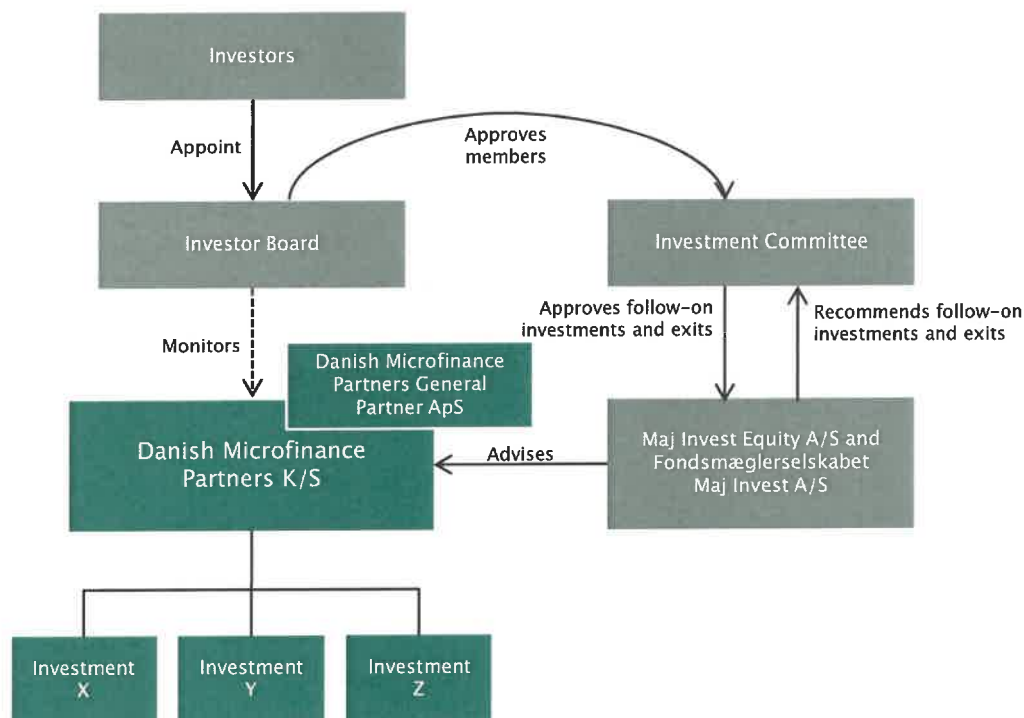 Investors
Appoint
Approves
members
Investor Board
Investment Committee
Monitors
Approves follow-on
investments and exits
Recommends follow-on
investments and exits
Danish Microfinance
Partners General
Partner ApS
Danish Microfinance
Partners K/S
Advises
Maj Invest Equity A/S and
Fondsmæglerselskabet
Maj Invest A/S
Investment
X
Investment
Y
Investment
Z